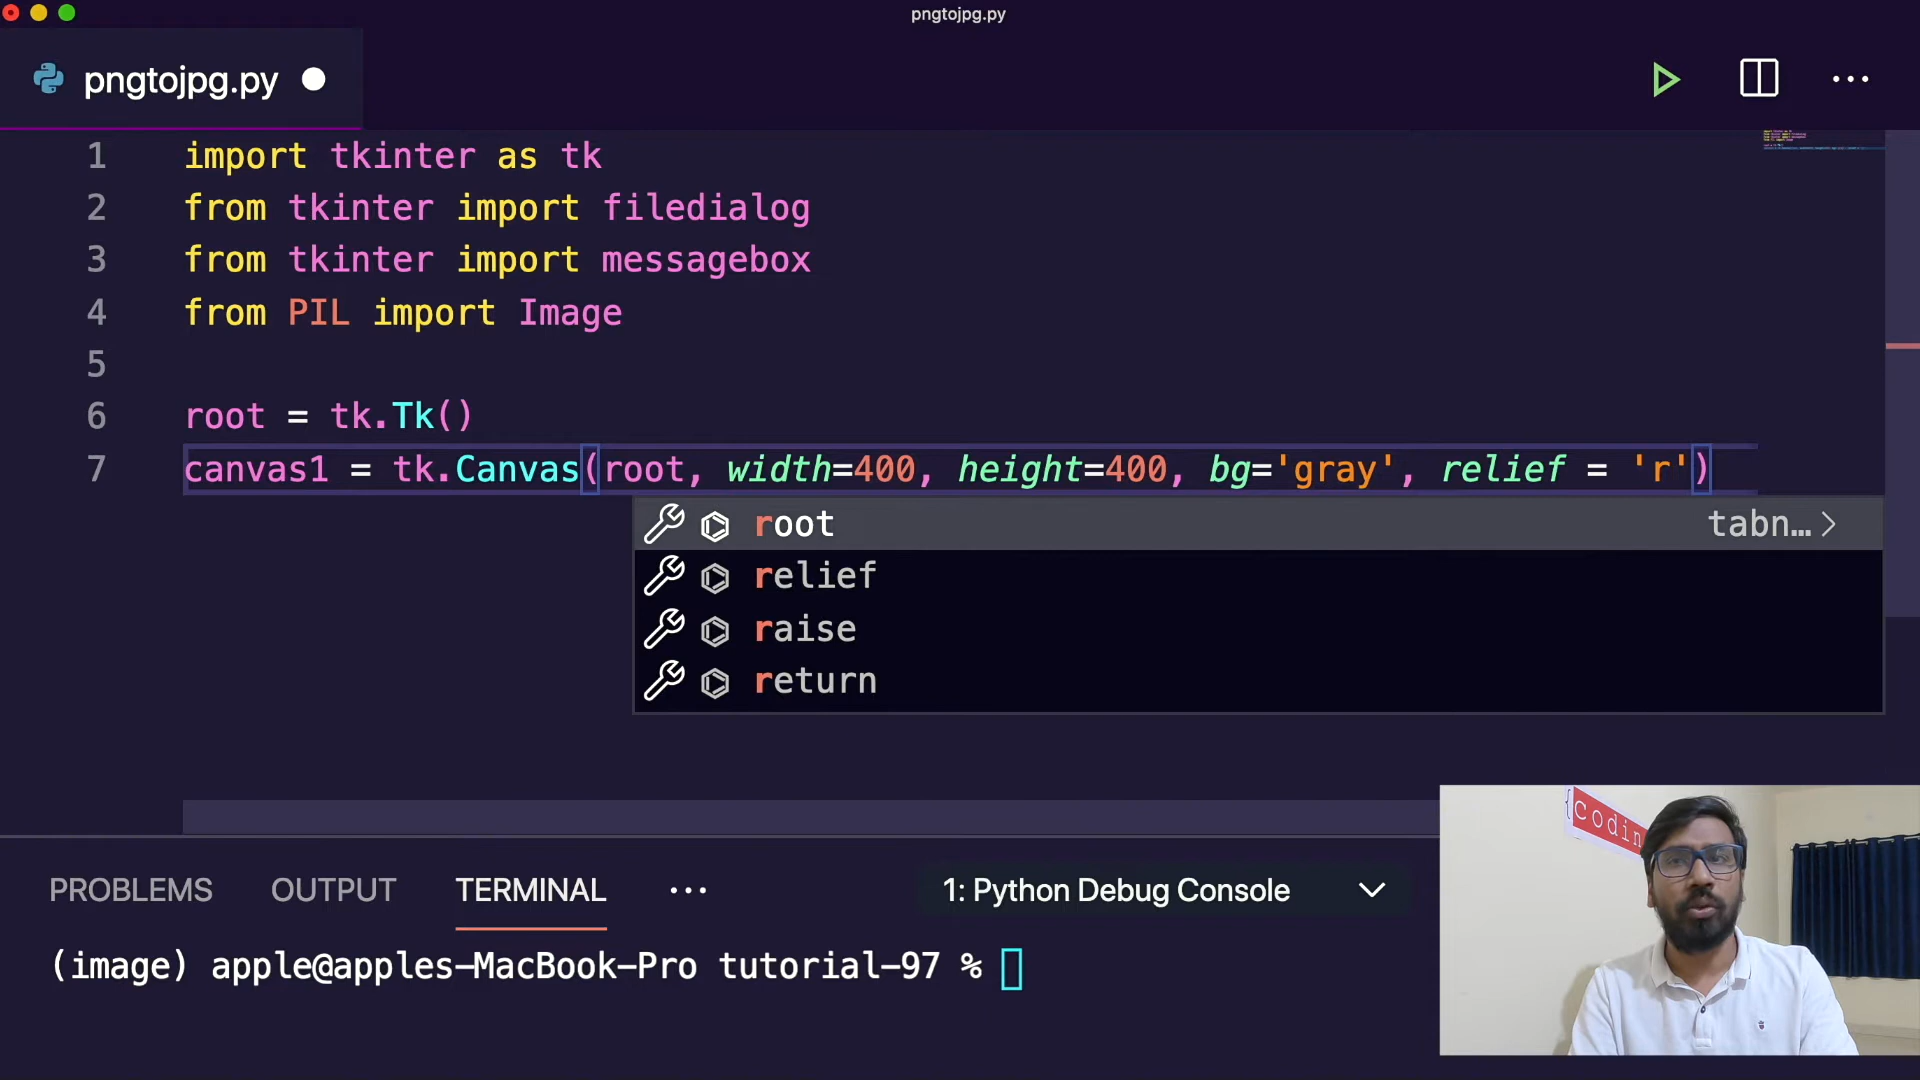 pngtojpg.py
pngtojpg.py
1 import tkinter as tk
2 from tkinter import filedialog
3 from tkinter import messagebox
4 from PIL import Image
5
6 root = tk.Tk()
7 canvas1 = tk.Canvas(root, width=400, height=400, bg='gray', relief = 'r')
root tabn…
relief
raise
return
{Codin
PROBLEMS OUTPUT TERMINAL ··· 1: Python Debug Console
(image) apple@apples-MacBook-Pro tutorial-97 %